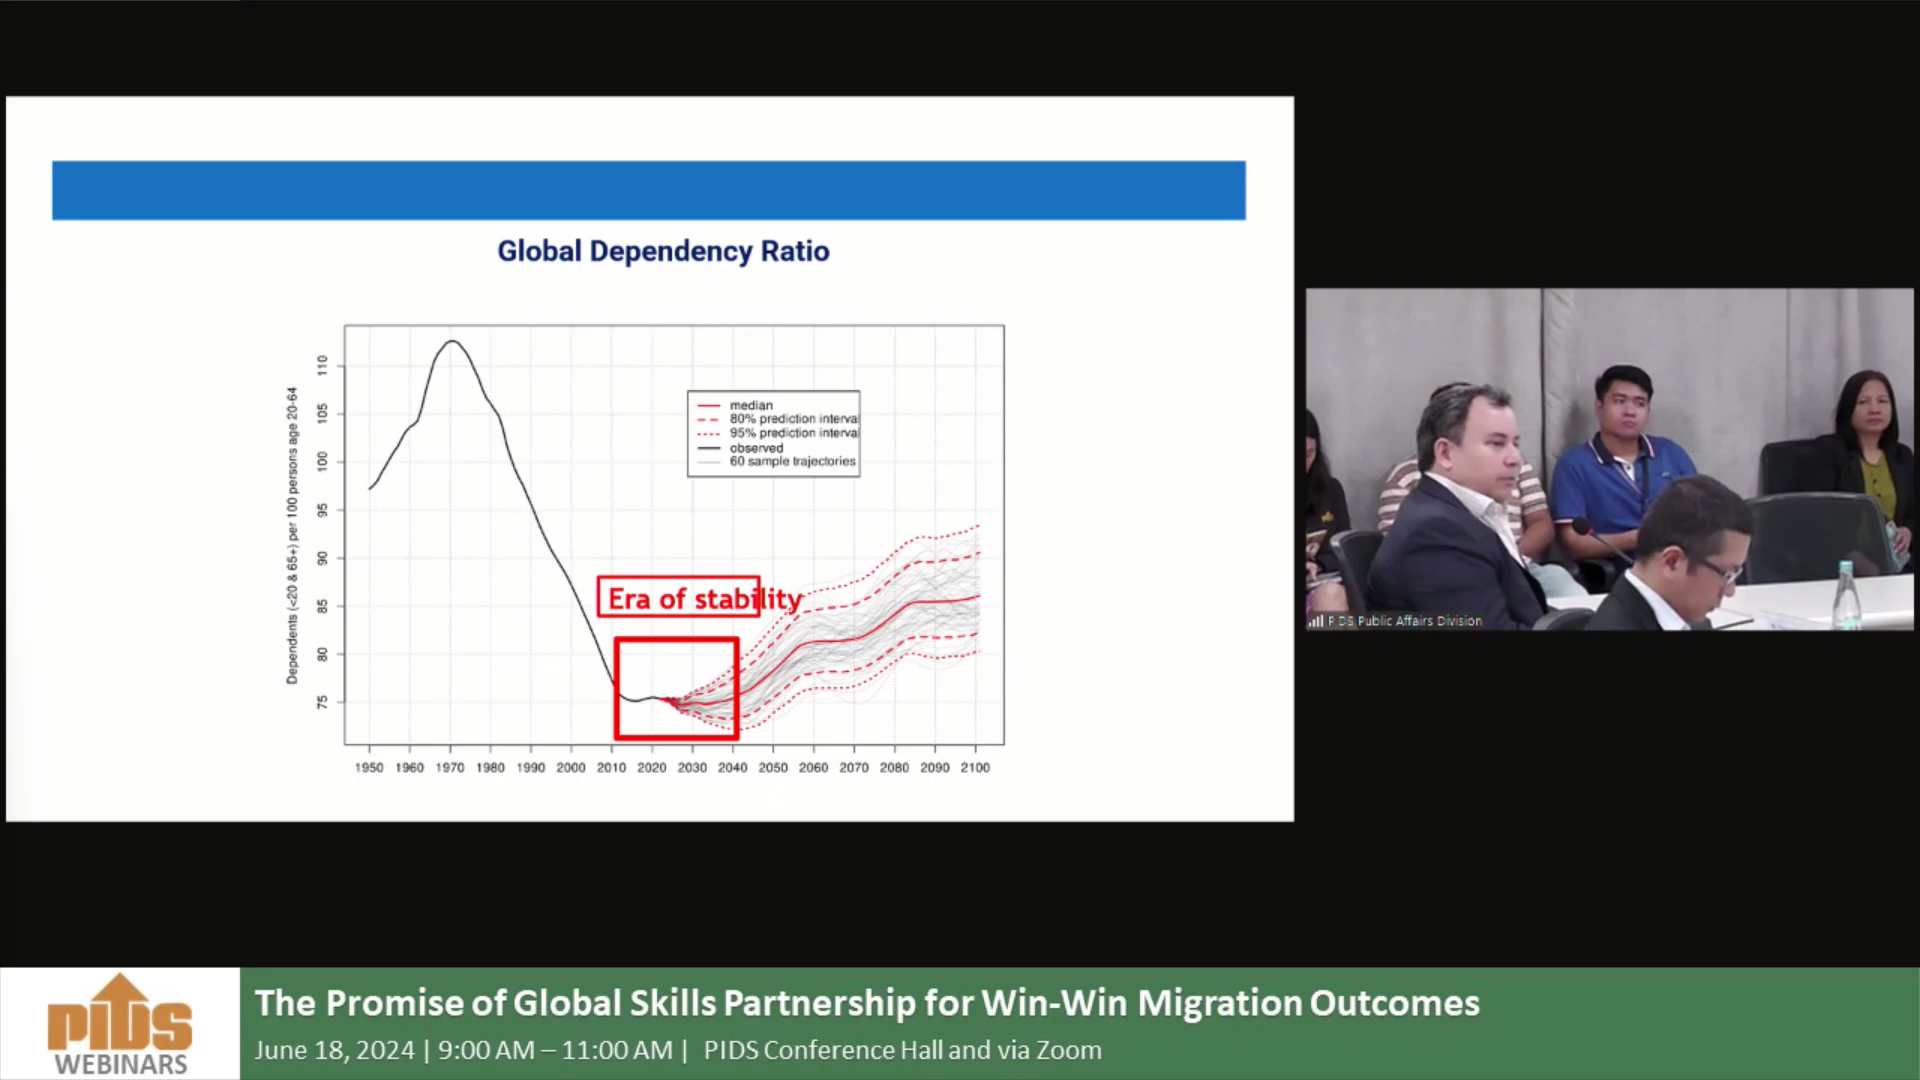 Global Dependency Ratio
Dependents (<20 & 65+) per 100 persons age 20-64
110
105
100
95
90
85
80
75
median
80% prediction interval
95% prediction interval
observed
60 sample trajectories
Era of stability
1950 1960 1970 1980 1990 2000 2010 2020 2030 2040 2050 2060 2070 2080 2090 2100
PIDS Public Affairs Division
PIDS
WEBINARS
The Promise of Global Skills Partnership for Win-Win Migration Outcomes
June 18, 2024 | 9:00 AM – 11:00 AM | PIDS Conference Hall and via Zoom